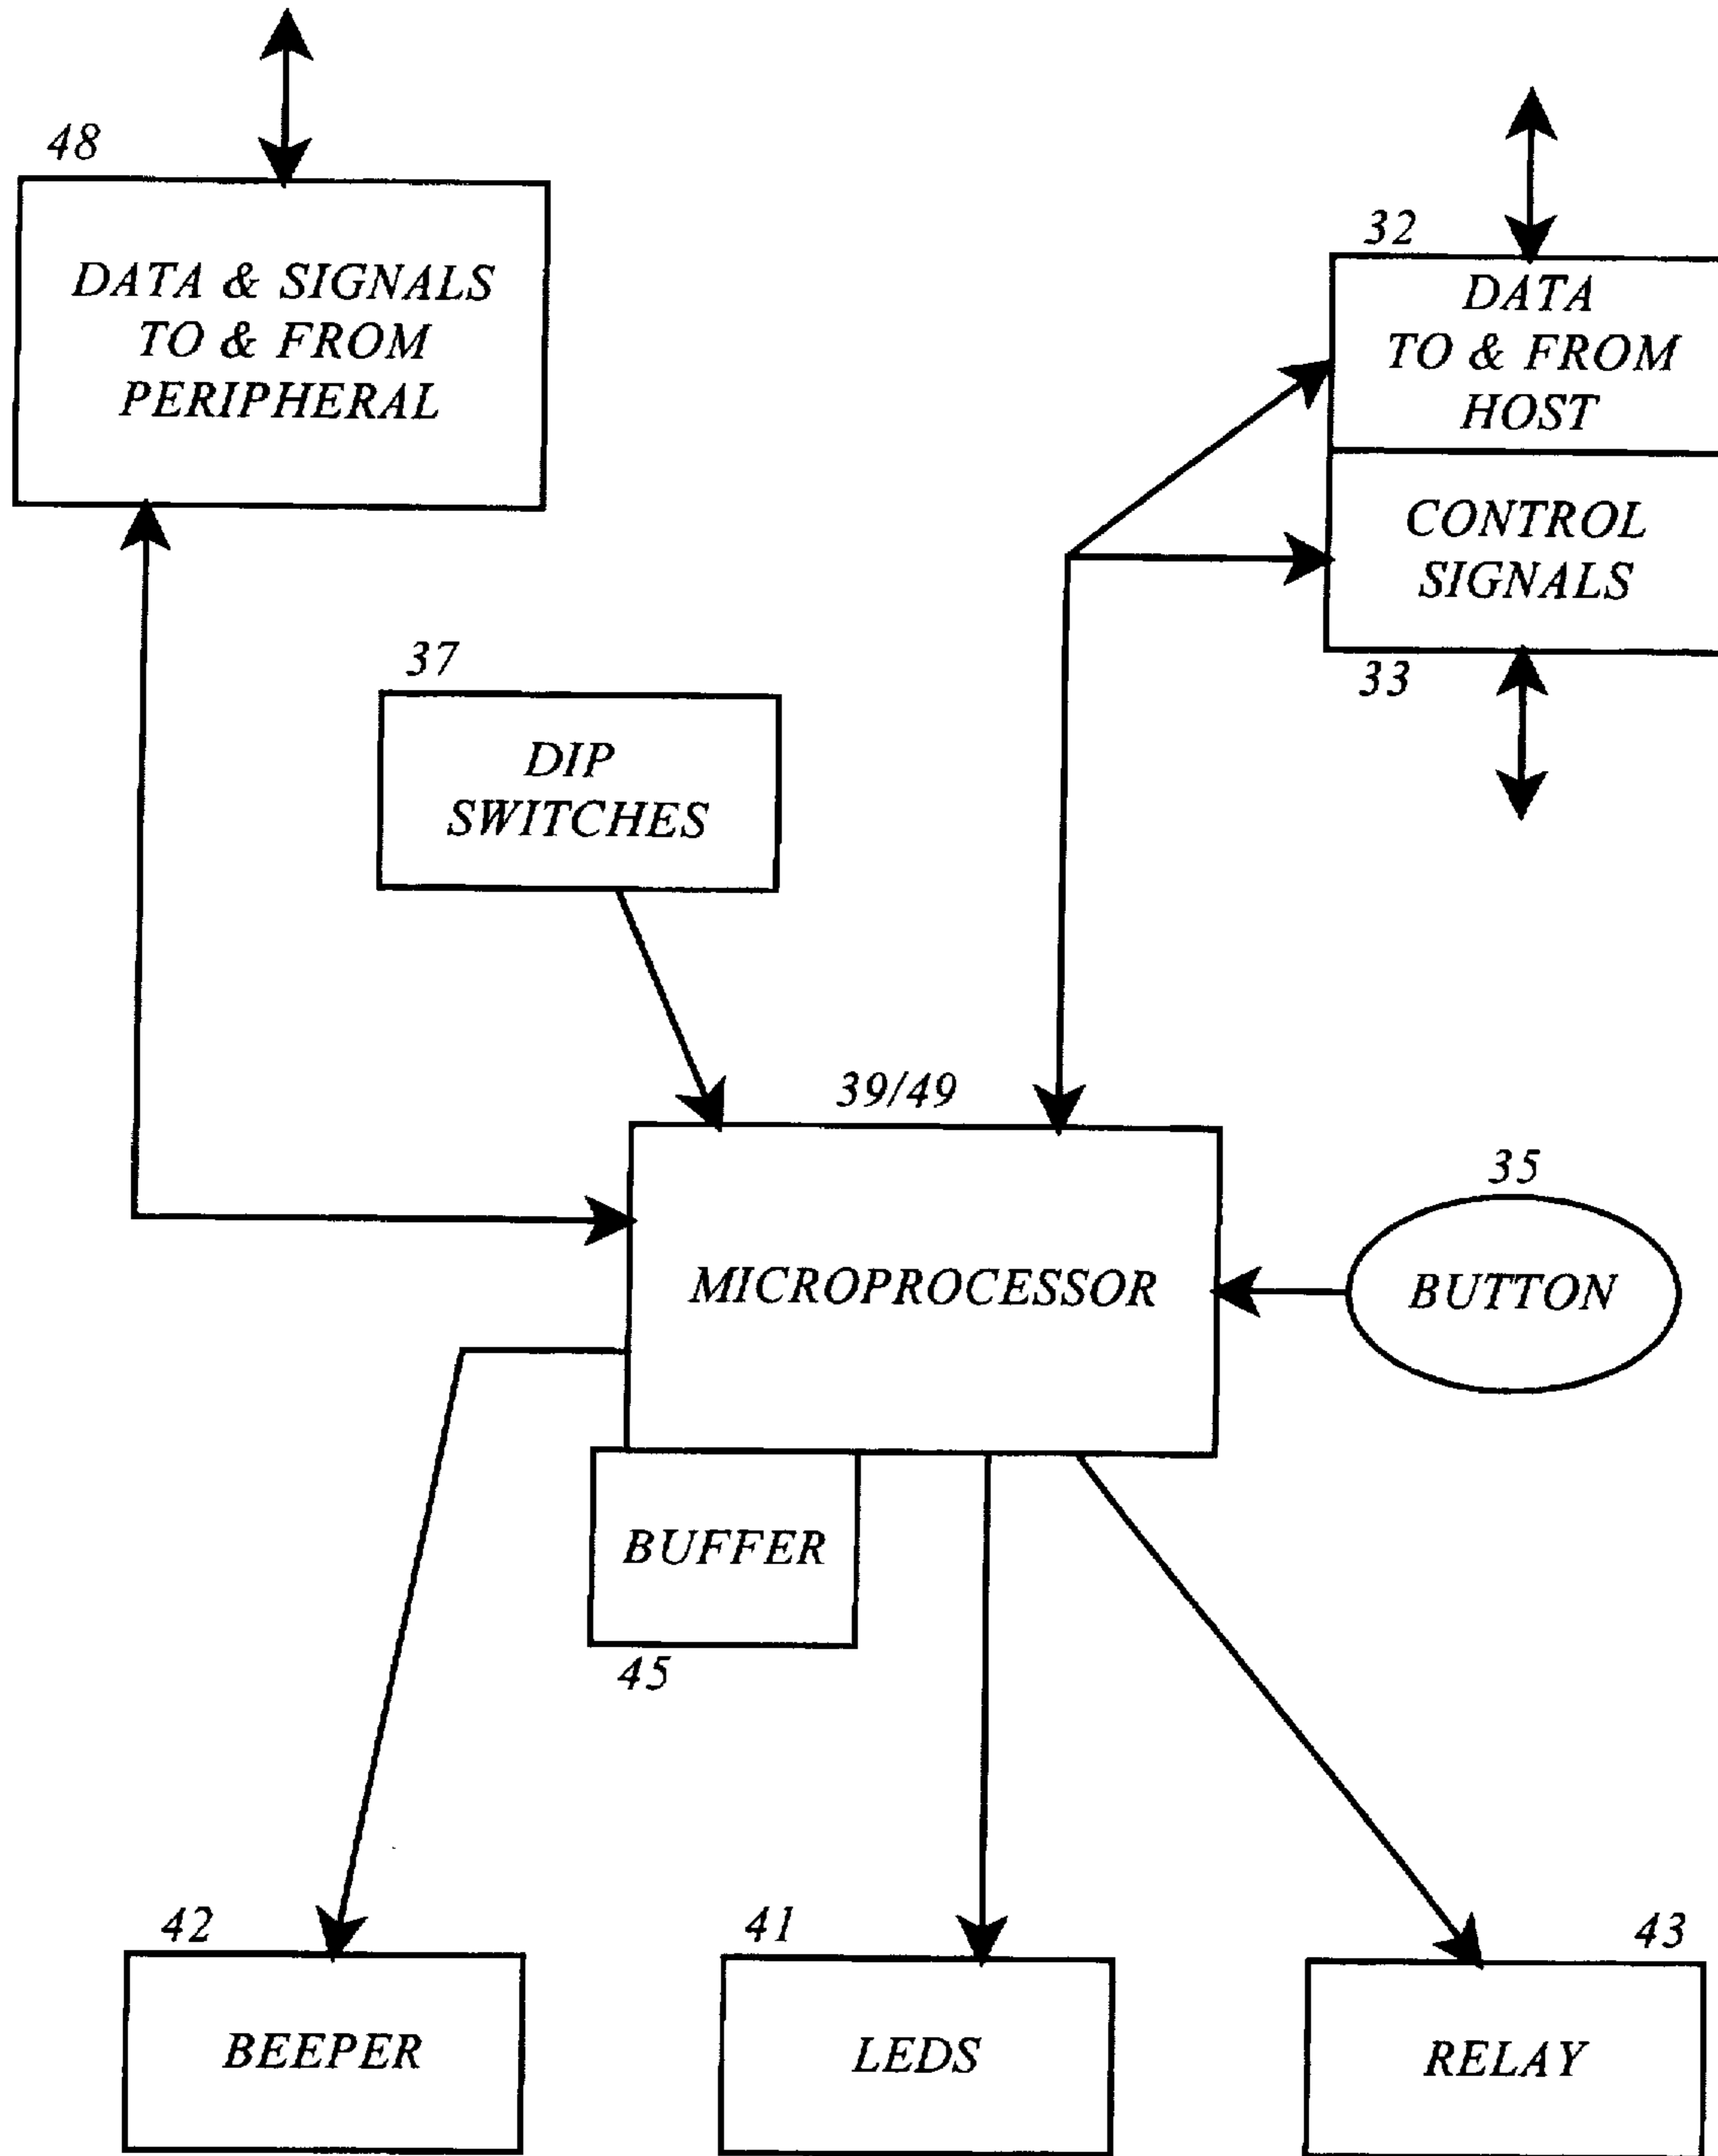 48
DATA & SIGNALS
TO & FROM
PERIPHERAL
32
DATA
TO & FROM
HOST
CONTROL
SIGNALS
33
37
DIP
SWITCHES
39/49
MICROPROCESSOR
35
BUTTON
BUFFER
45
42
BEEPER
41
LEDS
43
RELAY